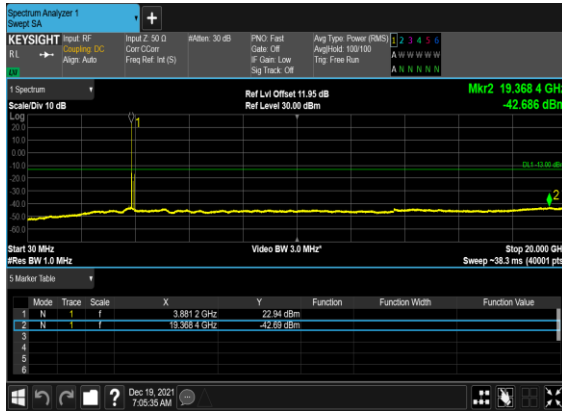 Spectrum Analyzer 1
Swept SA
+
KEYSIGHT Input: RF Input Z: 50 Ω #Atten: 30 dB PNO: Fast Avg Type: Power (RMS) 1 2 3 4 5 6
RL Coupling: DC Corr CCorr Gate: Off Avg|Hold: 100/100 A W W W W W
Align: Auto Freq Ref: Int (S) IF Gain: Low Trig: Free Run
Sig Track: Off A N N N N N
1 Spectrum Ref Lvl Offset 11.95 dB Mkr2 19.368 4 GHz
Scale/Div 10 dB Ref Level 30.00 dBm -42.686 dBm
Log
1
20.0
10.0
0.00
-10.0
DL1 -13.00 dBm
-20.0
-30.0
-40.0
2
-50.0
-60.0
Start 30 MHz Video BW 3.0 MHz* Stop 20.000 GHz
#Res BW 1.0 MHz Sweep ~38.3 ms (40001 pts)
5 Marker Table
Mode Trace Scale X Y Function Function Width Function Value
1 N 1 f 3.881 2 GHz 22.94 dBm
2 N 1 f 19.368 4 GHz -42.69 dBm
3
4
5
6
? Dec 19, 2021
7:05:35 AM